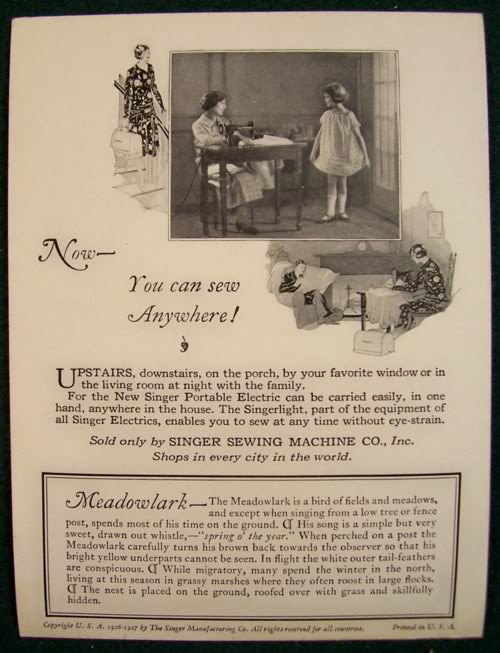 Now—
You can sew
Anywhere!
UPSTAIRS, downstairs, on the porch, by your favorite window or in
the living room at night with the family.
For the New Singer Portable Electric can be carried easily, in one
hand, anywhere in the house. The Singerlight, part of the equipment of
all Singer Electrics, enables you to sew at any time without eye-strain.
Sold only by SINGER SEWING MACHINE CO., Inc.
Shops in every city in the world.
Meadowlark—The Meadowlark is a bird of fields and meadows,
and except when singing from a low tree or fence
post, spends most of his time on the ground. ¶ His song is a simple but very
sweet, drawn out whistle,—"spring o' the year." When perched on a post the
Meadowlark carefully turns his brown back towards the observer so that his
bright yellow underparts cannot be seen. In flight the white outer tail-feathers
are conspicuous. ¶ While migratory, many spend the winter in the north,
living at this season in grassy marshes where they often roost in large flocks.
¶ The nest is placed on the ground, roofed over with grass and skillfully
hidden.
Copyright U. S. A. 1926-1927 by The Singer Manufacturing Co. All rights reserved for all countries. Printed in U. S. A.